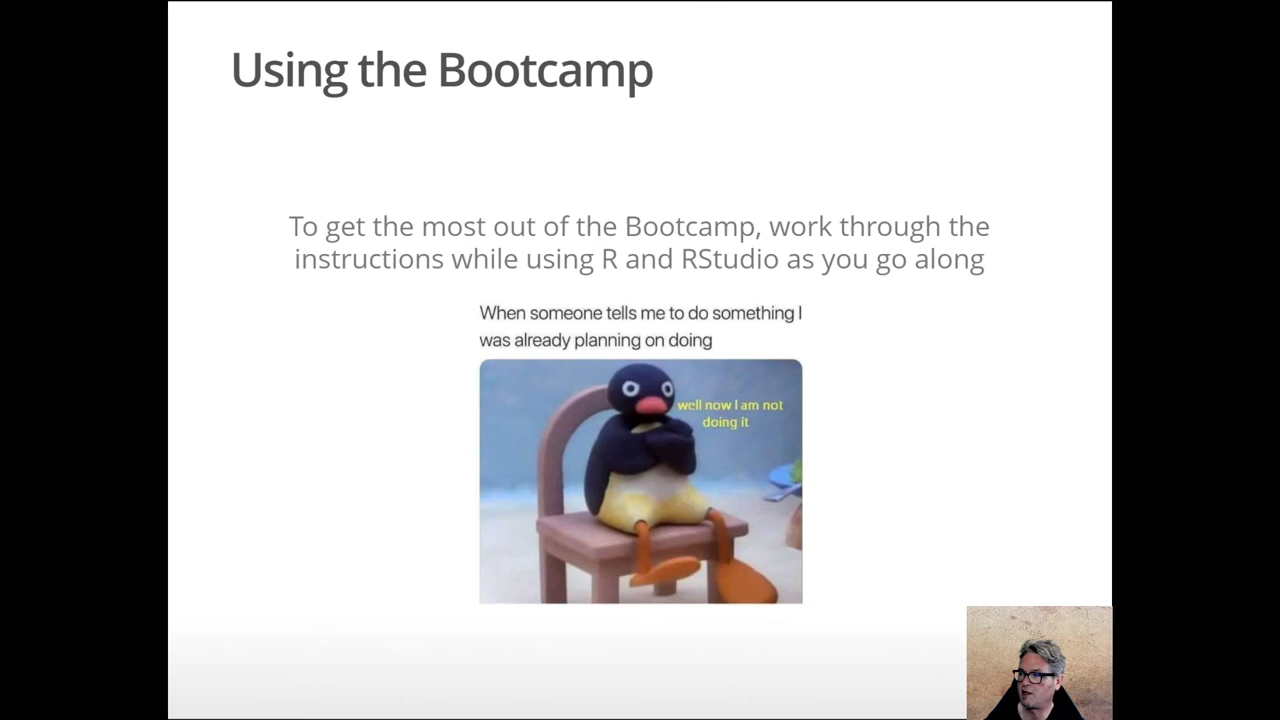 Using the Bootcamp
To get the most out of the Bootcamp, work through the
instructions while using R and RStudio as you go along
When someone tells me to do something I
was already planning on doing
well now I am not
doing it